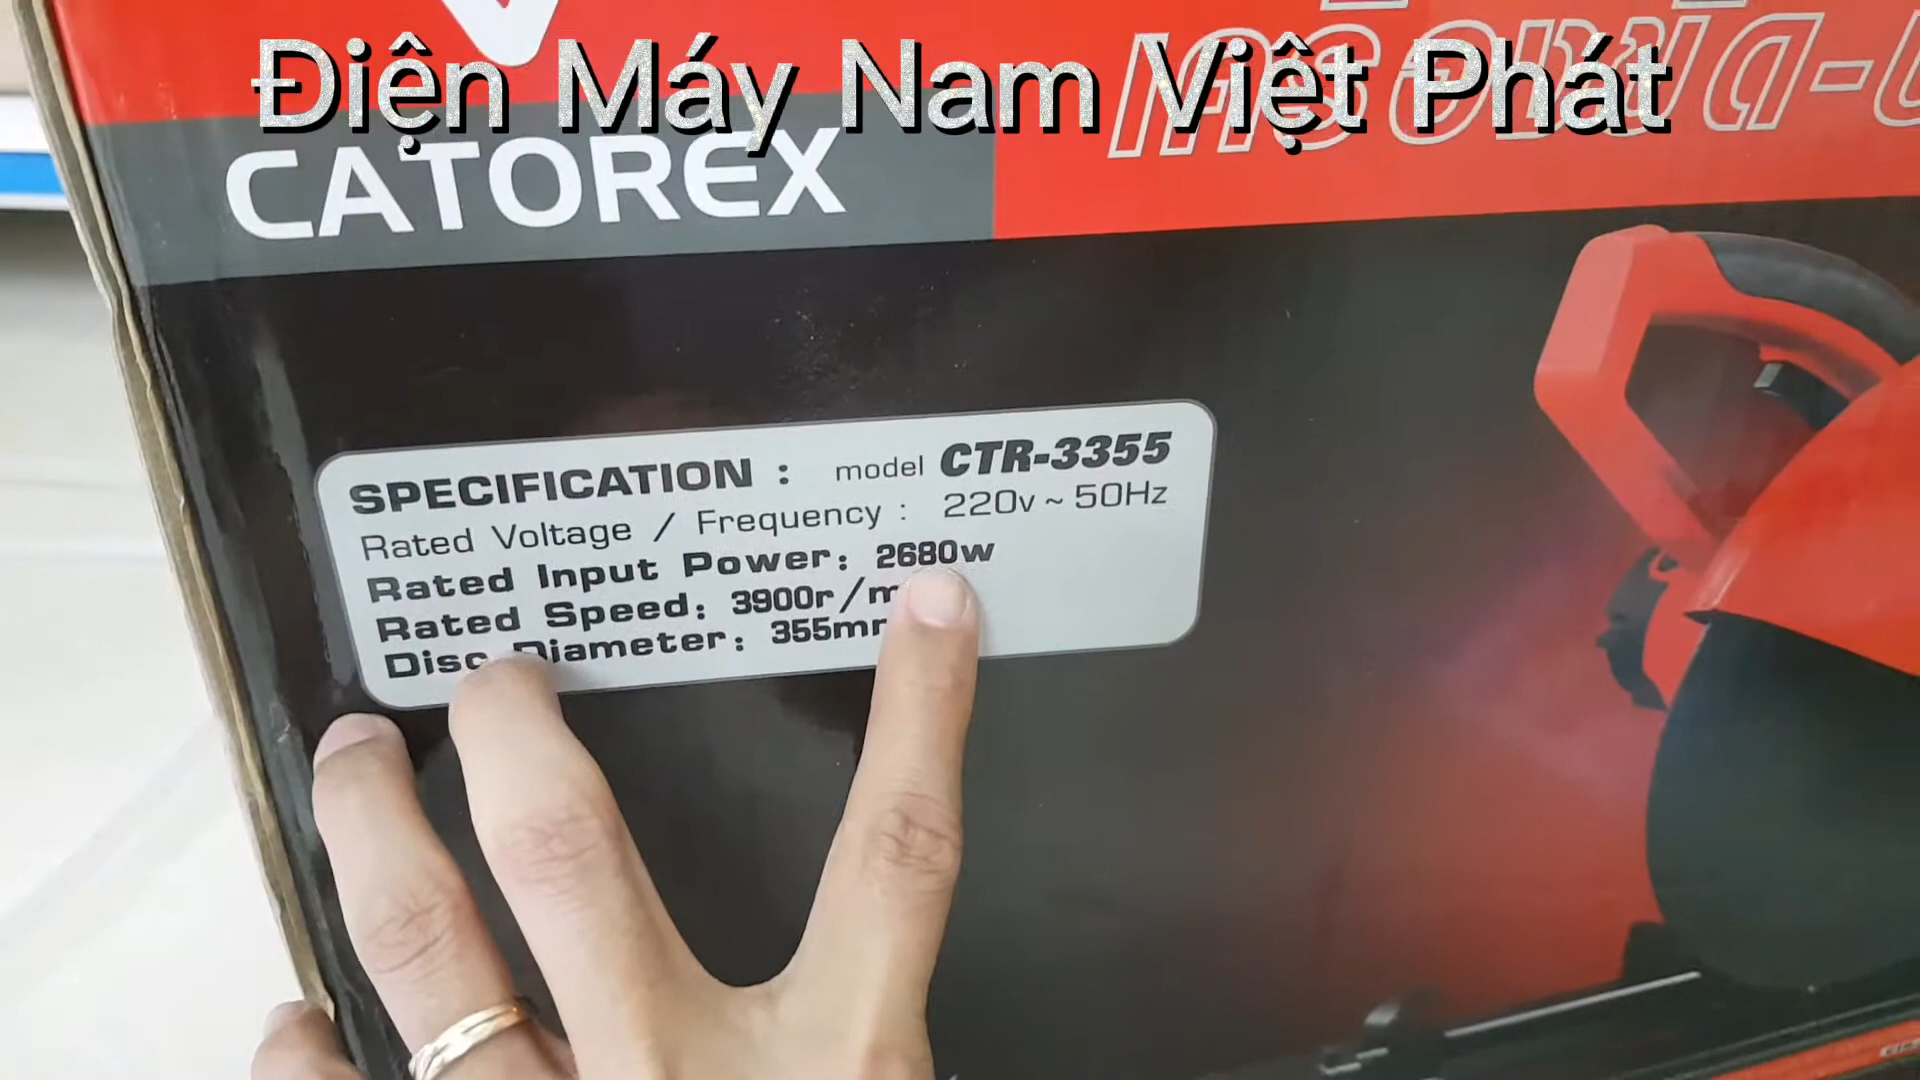 Điện Máy Nam Việt Phát
CATOREX
SPECIFICATION : model CTR-3355
Rated Voltage / Frequency : 220v ~ 50Hz
Rated Input Power: 2680w
Rated Speed: 3900r/m
Disc Diameter: 355m